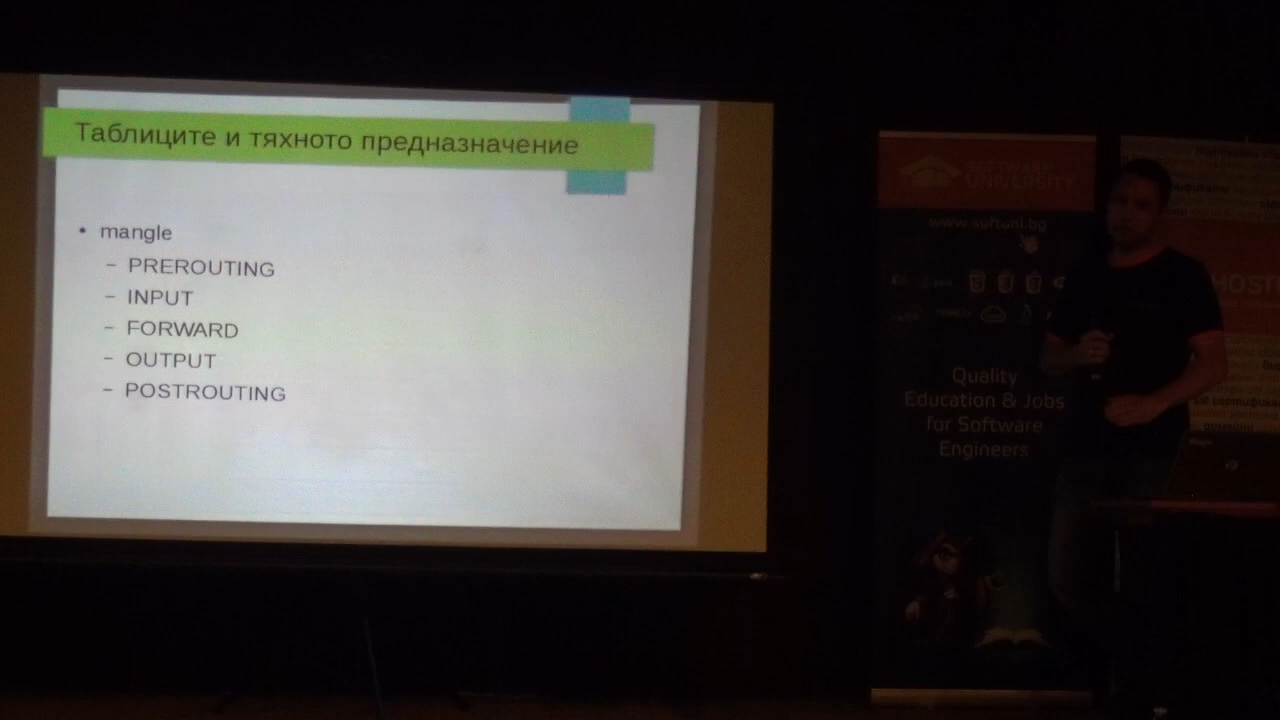 Таблиците и тяхното предназначение
• mangle
– PREROUTING
– INPUT
– FORWARD
– OUTPUT
– POSTROUTING
SOFTWARE
UNIVERSITY
www.softuni.bg
Quality
Education & Jobs
for Software
Engineers
HOST